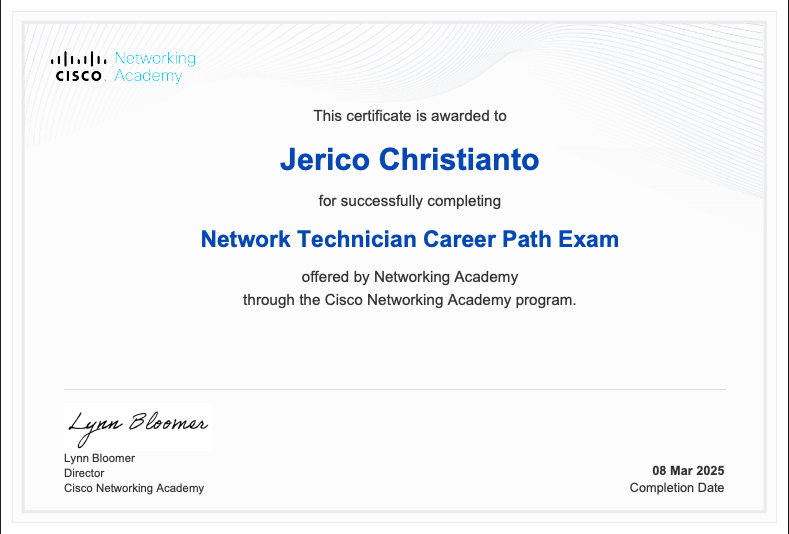 Networking
CISCO Academy
This certificate is awarded to
Jerico Christianto
for successfully completing
Network Technician Career Path Exam
offered by Networking Academy
through the Cisco Networking Academy program.
Lynn Bloomer
Lynn Bloomer
Director
Cisco Networking Academy
08 Mar 2025
Completion Date